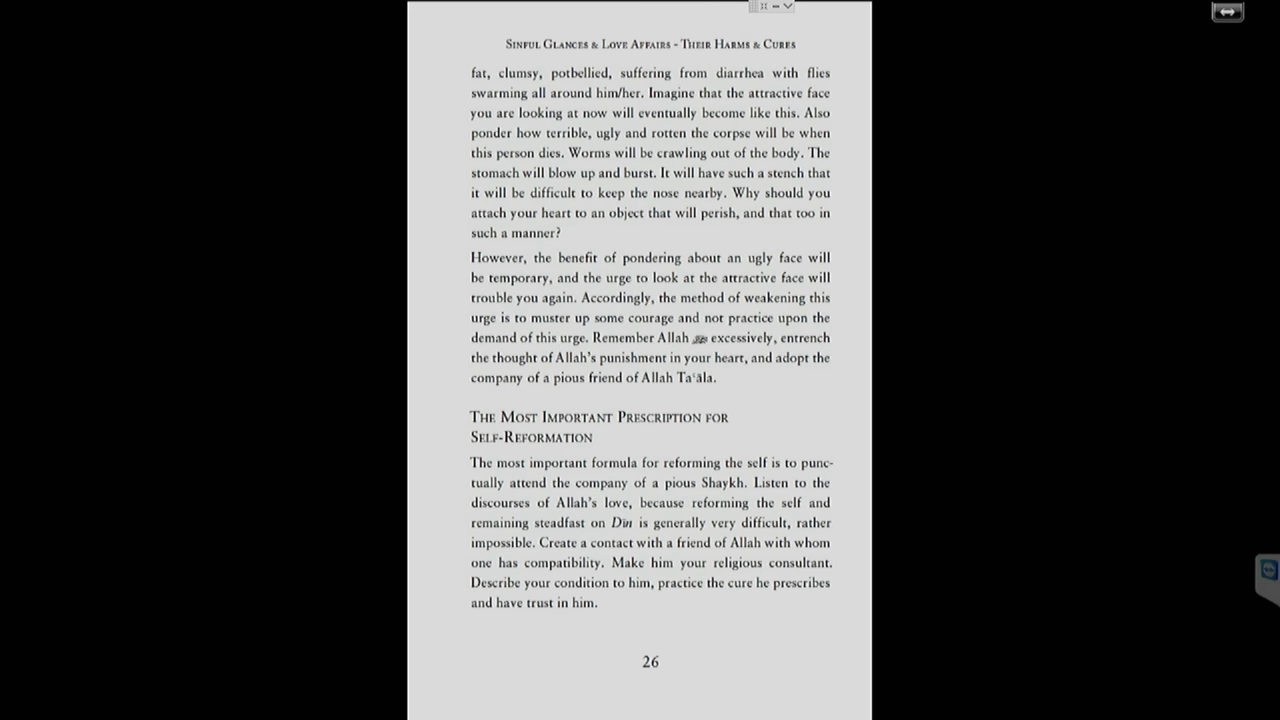 Sinful Glances & Love Affairs - Their Harms & Cures
fat, clumsy, potbellied, suffering from diarrhea with flies
swarming all around him/her. Imagine that the attractive face
you are looking at now will eventually become like this. Also
ponder how terrible, ugly and rotten the corpse will be when
this person dies. Worms will be crawling out of the body. The
stomach will blow up and burst. It will have such a stench that
it will be difficult to keep the nose nearby. Why should you
attach your heart to an object that will perish, and that too in
such a manner?
However, the benefit of pondering about an ugly face will
be temporary, and the urge to look at the attractive face will
trouble you again. Accordingly, the method of weakening this
urge is to muster up some courage and not practice upon the
demand of this urge. Remember Allah excessively, entrench
the thought of Allah's punishment in your heart, and adopt the
company of a pious friend of Allah Ta‘āla.
The Most Important Prescription for
Self-Reformation
The most important formula for reforming the self is to punc-
tually attend the company of a pious Shaykh. Listen to the
discourses of Allah's love, because reforming the self and
remaining steadfast on Dīn is generally very difficult, rather
impossible. Create a contact with a friend of Allah with whom
one has compatibility. Make him your religious consultant.
Describe your condition to him, practice the cure he prescribes
and have trust in him.
26